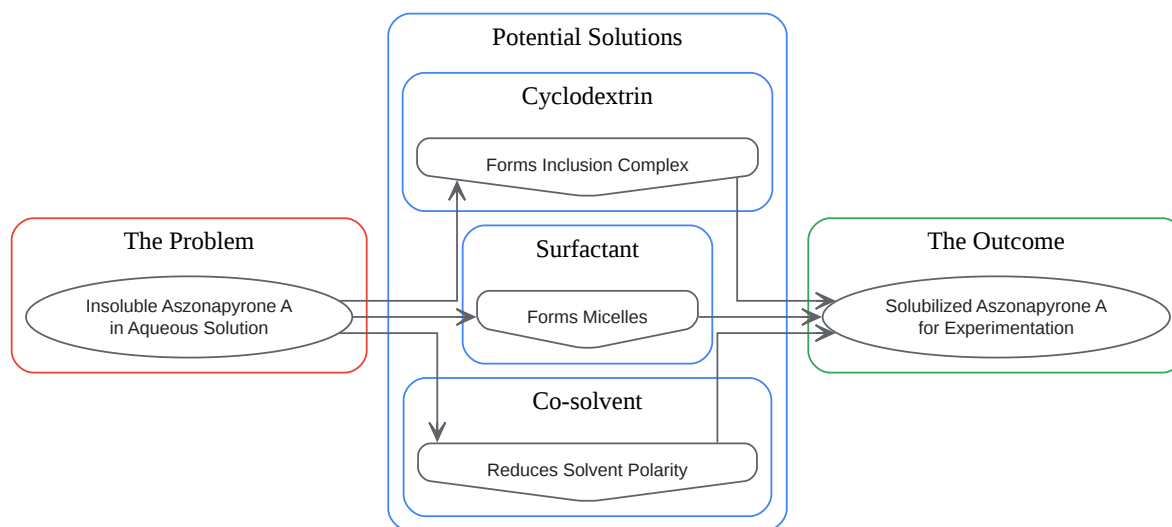 Potential Solutions
Cyclodextrin
Forms Inclusion Complex
The Problem
Insoluble Aszonapyrone A
in Aqueous Solution
Surfactant
Forms Micelles
The Outcome
Solubilized Aszonapyrone A
for Experimentation
Co-solvent
Reduces Solvent Polarity